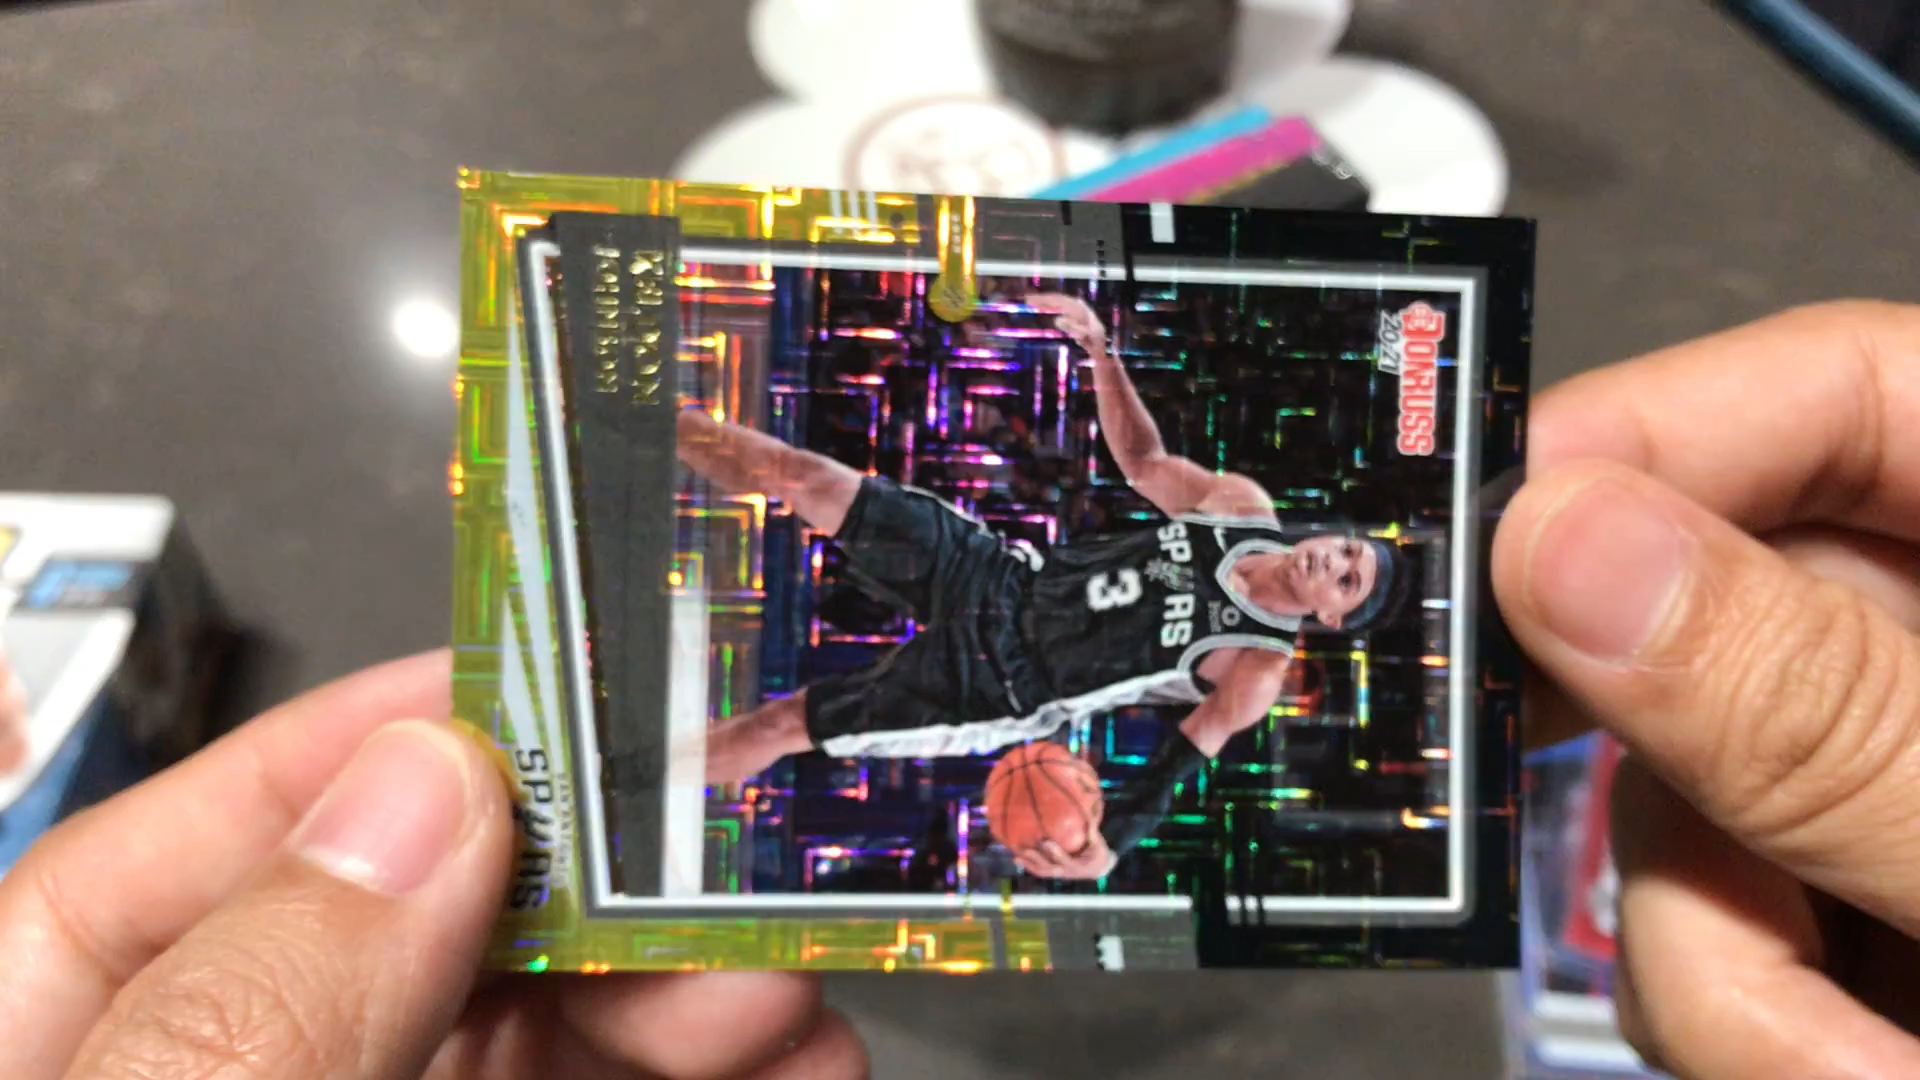 DONRUSS
20-21
SPURS
3
KELDON
JOHNSON
SPURS